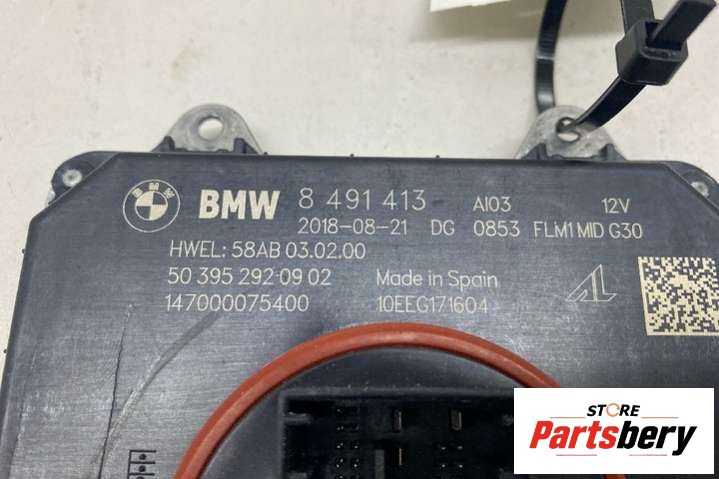 BMW 8 491 413 AI03 12V
2018-08-21 DG 0853 FLM1 MID G30
HWEL: 58AB 03.02.00
50 395 292 09 02 Made in Spain
147000075400 10EEG171604
AL
STORE
Partsbery